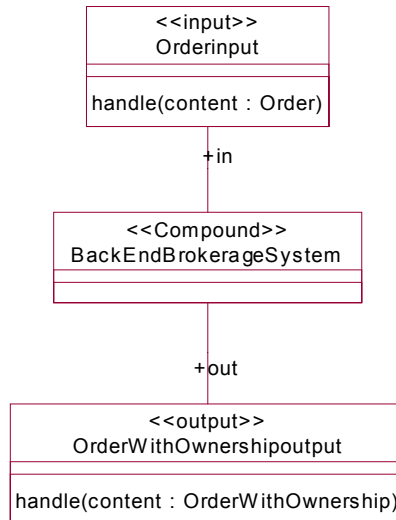 <<input>>
Orderinput
handle(content : Order)
+in
<<Compound>>
BackEndBrokerageSystem
+out
<<output>>
OrderWithOwnershipoutput
handle(content : OrderWithOwnership)